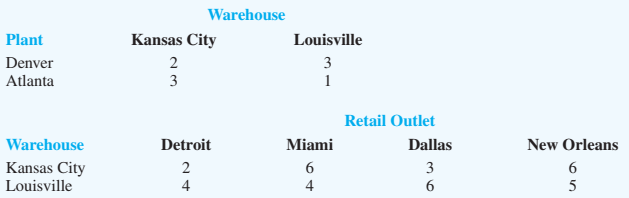 Warehouse
Plant Kansas City Louisville
Denver 2 3
Atlanta 3 1
Retail Outlet
Warehouse Detroit Miami Dallas New Orleans
Kansas City 2 6 3 6
Louisville 4 4 6 5